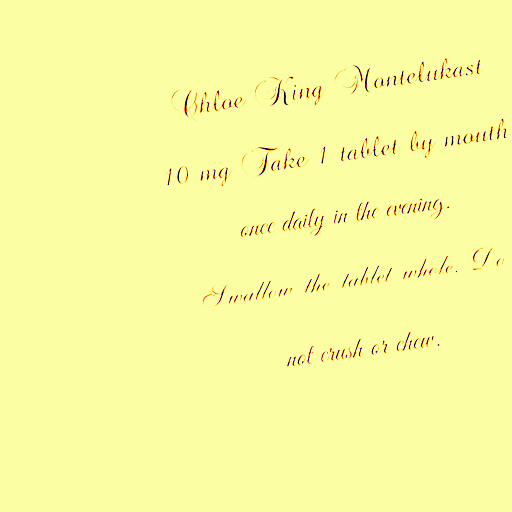 Chloe King Montelukast
10 mg Take 1 tablet by mouth
once daily in the evening.
Swallow the tablet whole. Do
not crush or chew.